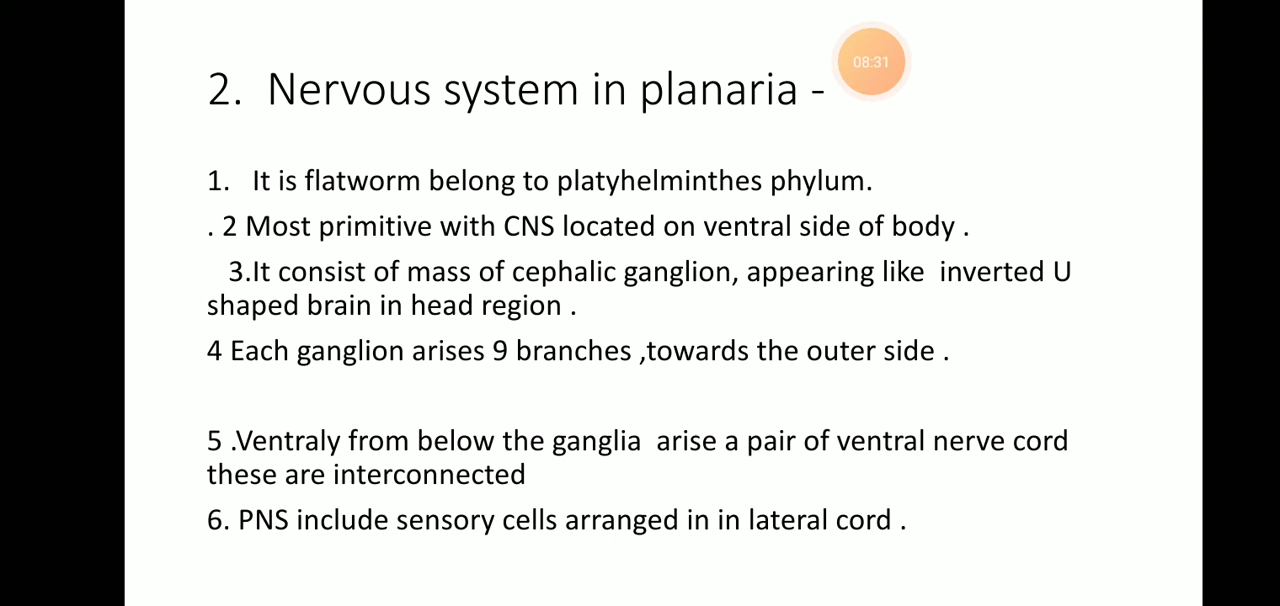 2. Nervous system in planaria -
08:31
1. It is flatworm belong to platyhelminthes phylum.
. 2 Most primitive with CNS located on ventral side of body .
3.It consist of mass of cephalic ganglion, appearing like inverted U
shaped brain in head region .
4 Each ganglion arises 9 branches ,towards the outer side .
5 .Ventraly from below the ganglia arise a pair of ventral nerve cord
these are interconnected
6. PNS include sensory cells arranged in in lateral cord .